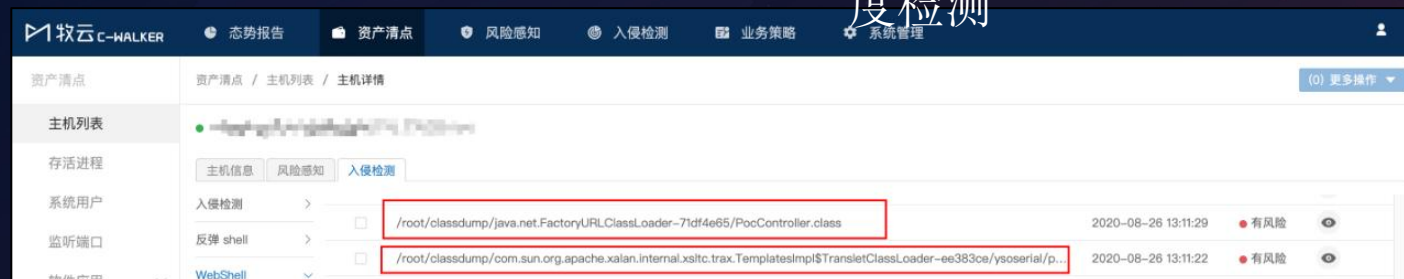 度检测
牧云 C-WALKER 态势报告 资产清点 风险感知 入侵检测 业务策略 系统管理
资产清点 资产清点 / 主机列表 / 主机详情 (0) 更多操作
主机列表
存活进程 主机信息 风险感知 入侵检测
系统用户 入侵检测
/root/classdump/java.net.FactoryURLClassLoader-71df4e65/PocController.class 2020-08-26 13:11:29 有风险
监听端口 反弹 shell
/root/classdump/com.sun.org.apache.xalan.internal.xsltc.trax.TemplatesImpl$TransletClassLoader-ee383ce/ysoserial/p... 2020-08-26 13:11:22 有风险
WebShell